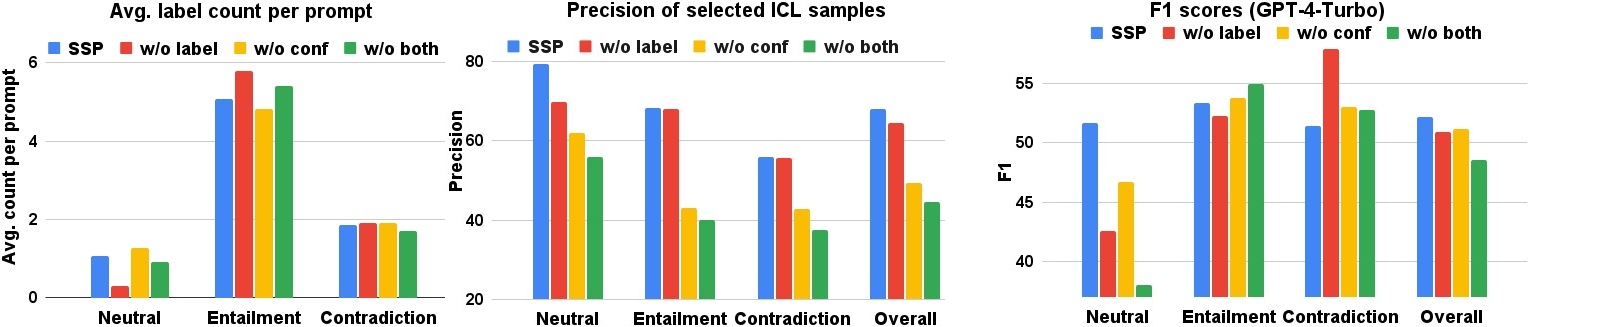 Avg. label count per prompt
SSP w/o label w/o conf w/o both
Avg. count per prompt
6
4
2
0
Neutral Entailment Contradiction
Precision of selected ICL samples
SSP w/o label w/o conf w/o both
Precision
80
60
40
20
Neutral Entailment Contradiction Overall
F1 scores (GPT-4-Turbo)
SSP w/o label w/o conf w/o both
F1
55
50
45
40
Neutral Entailment Contradiction Overall